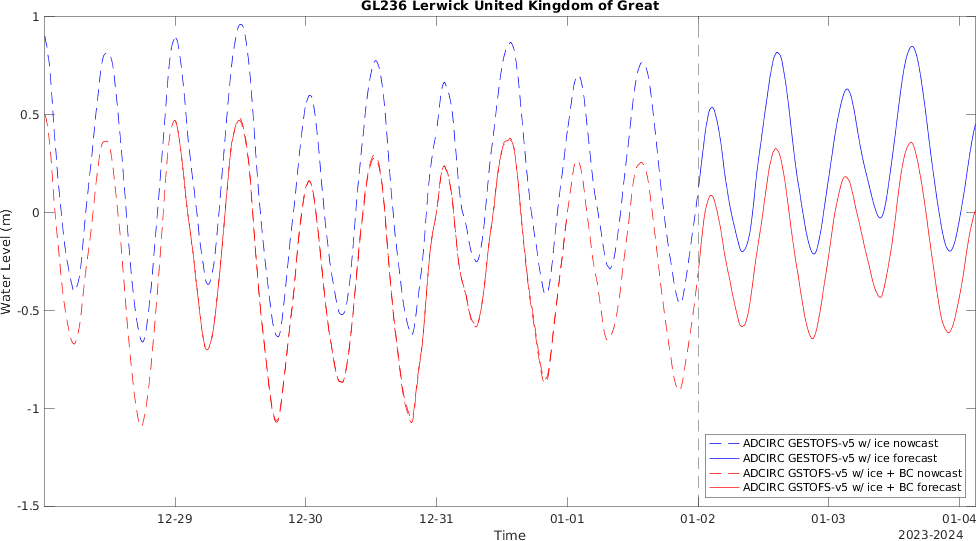 GL236 Lerwick United Kingdom of Great
1
0.5
0
-0.5
-1
-1.5
Water Level (m)
12-29
12-30
12-31
01-01
01-02
01-03
01-04
Time
2023-2024
ADCIRC GESTOFS-v5 w/ ice nowcast
ADCIRC GESTOFS-v5 w/ ice forecast
ADCIRC GSTOFS-v5 w/ ice + BC nowcast
ADCIRC GSTOFS-v5 w/ ice + BC forecast